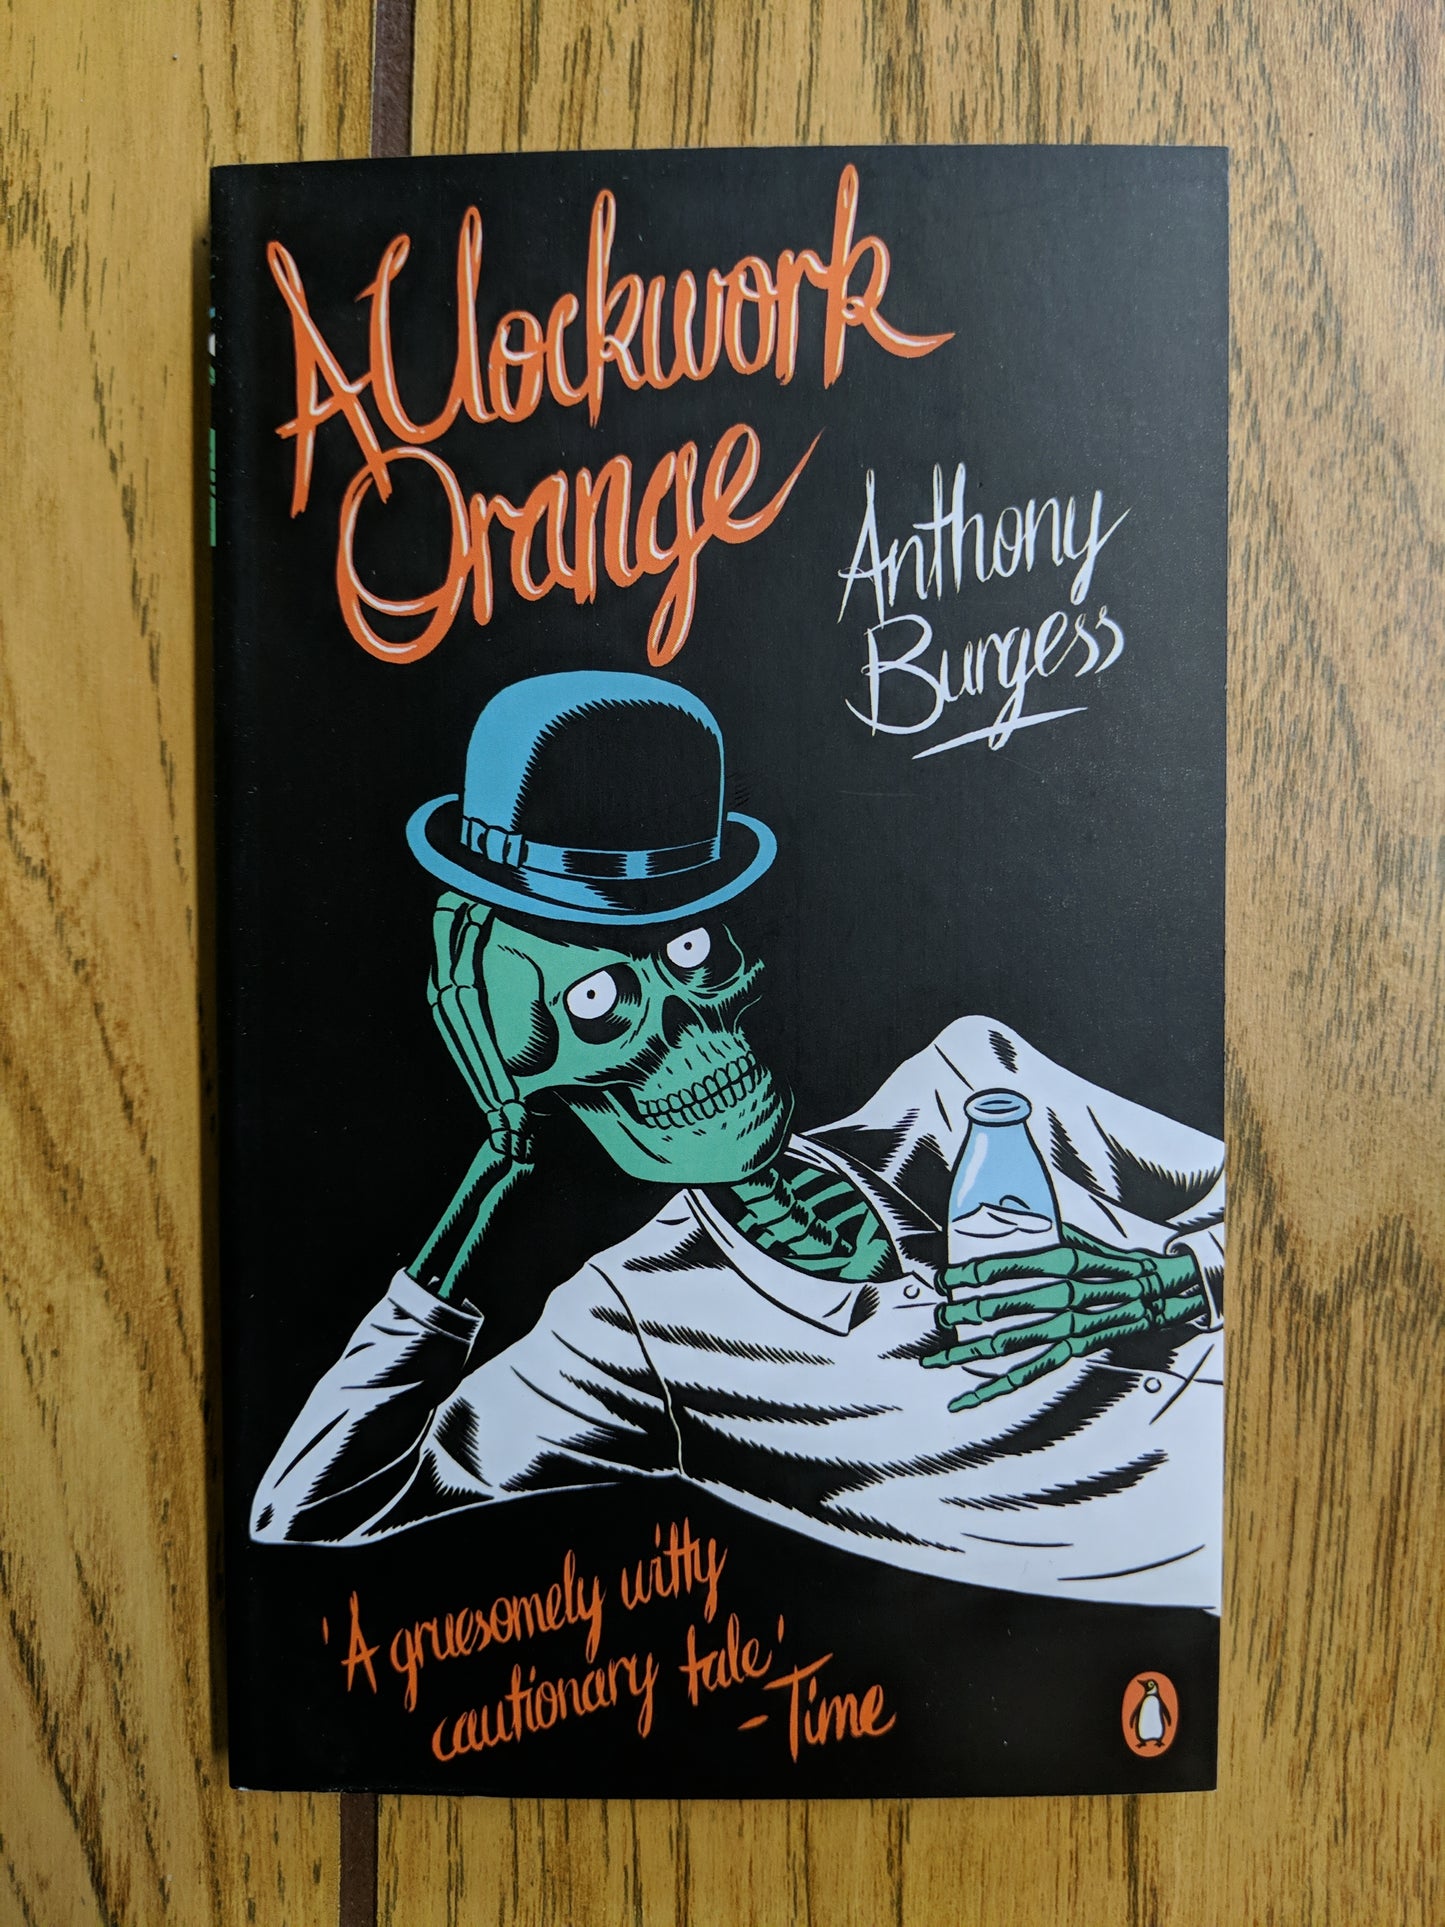 A Clockwork
Orange
Anthony
Burgess
'A gruesomely witty
cautionary tale'
-Time